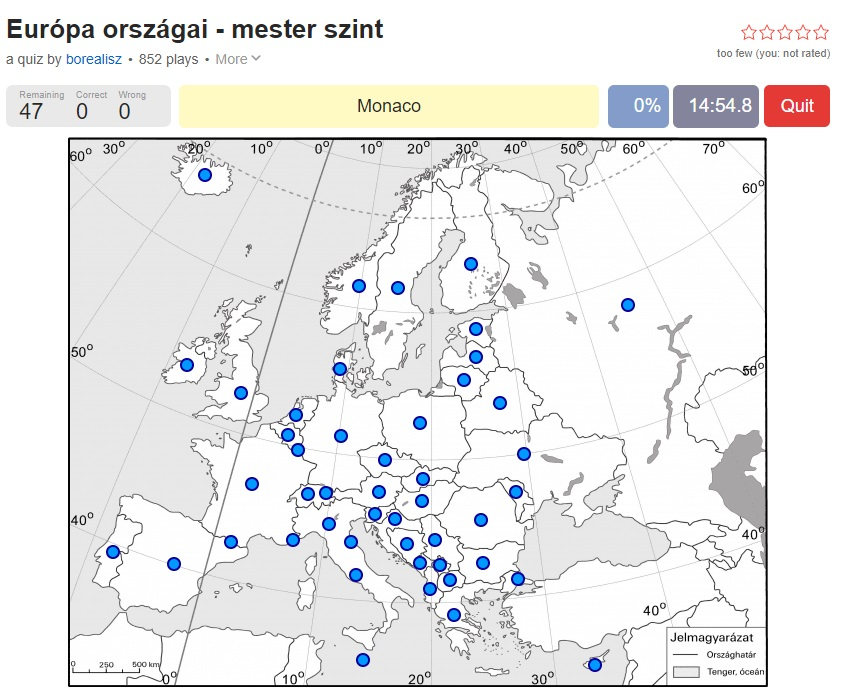 Európa országai - mester szint
a quiz by borealisz • 852 plays • More
too few (you: not rated)
Remaining Correct Wrong
47 0 0
Monaco
0%
14:54.8
Quit
60° 30° 20° 10° 0° 10° 20° 30° 40° 50° 60° 70°
60°
50°
50°
40°
40°
40°
Jelmagyarázat
Országhatár
Tenger, óceán
0 250 500 km
0° 10° 20° 30°